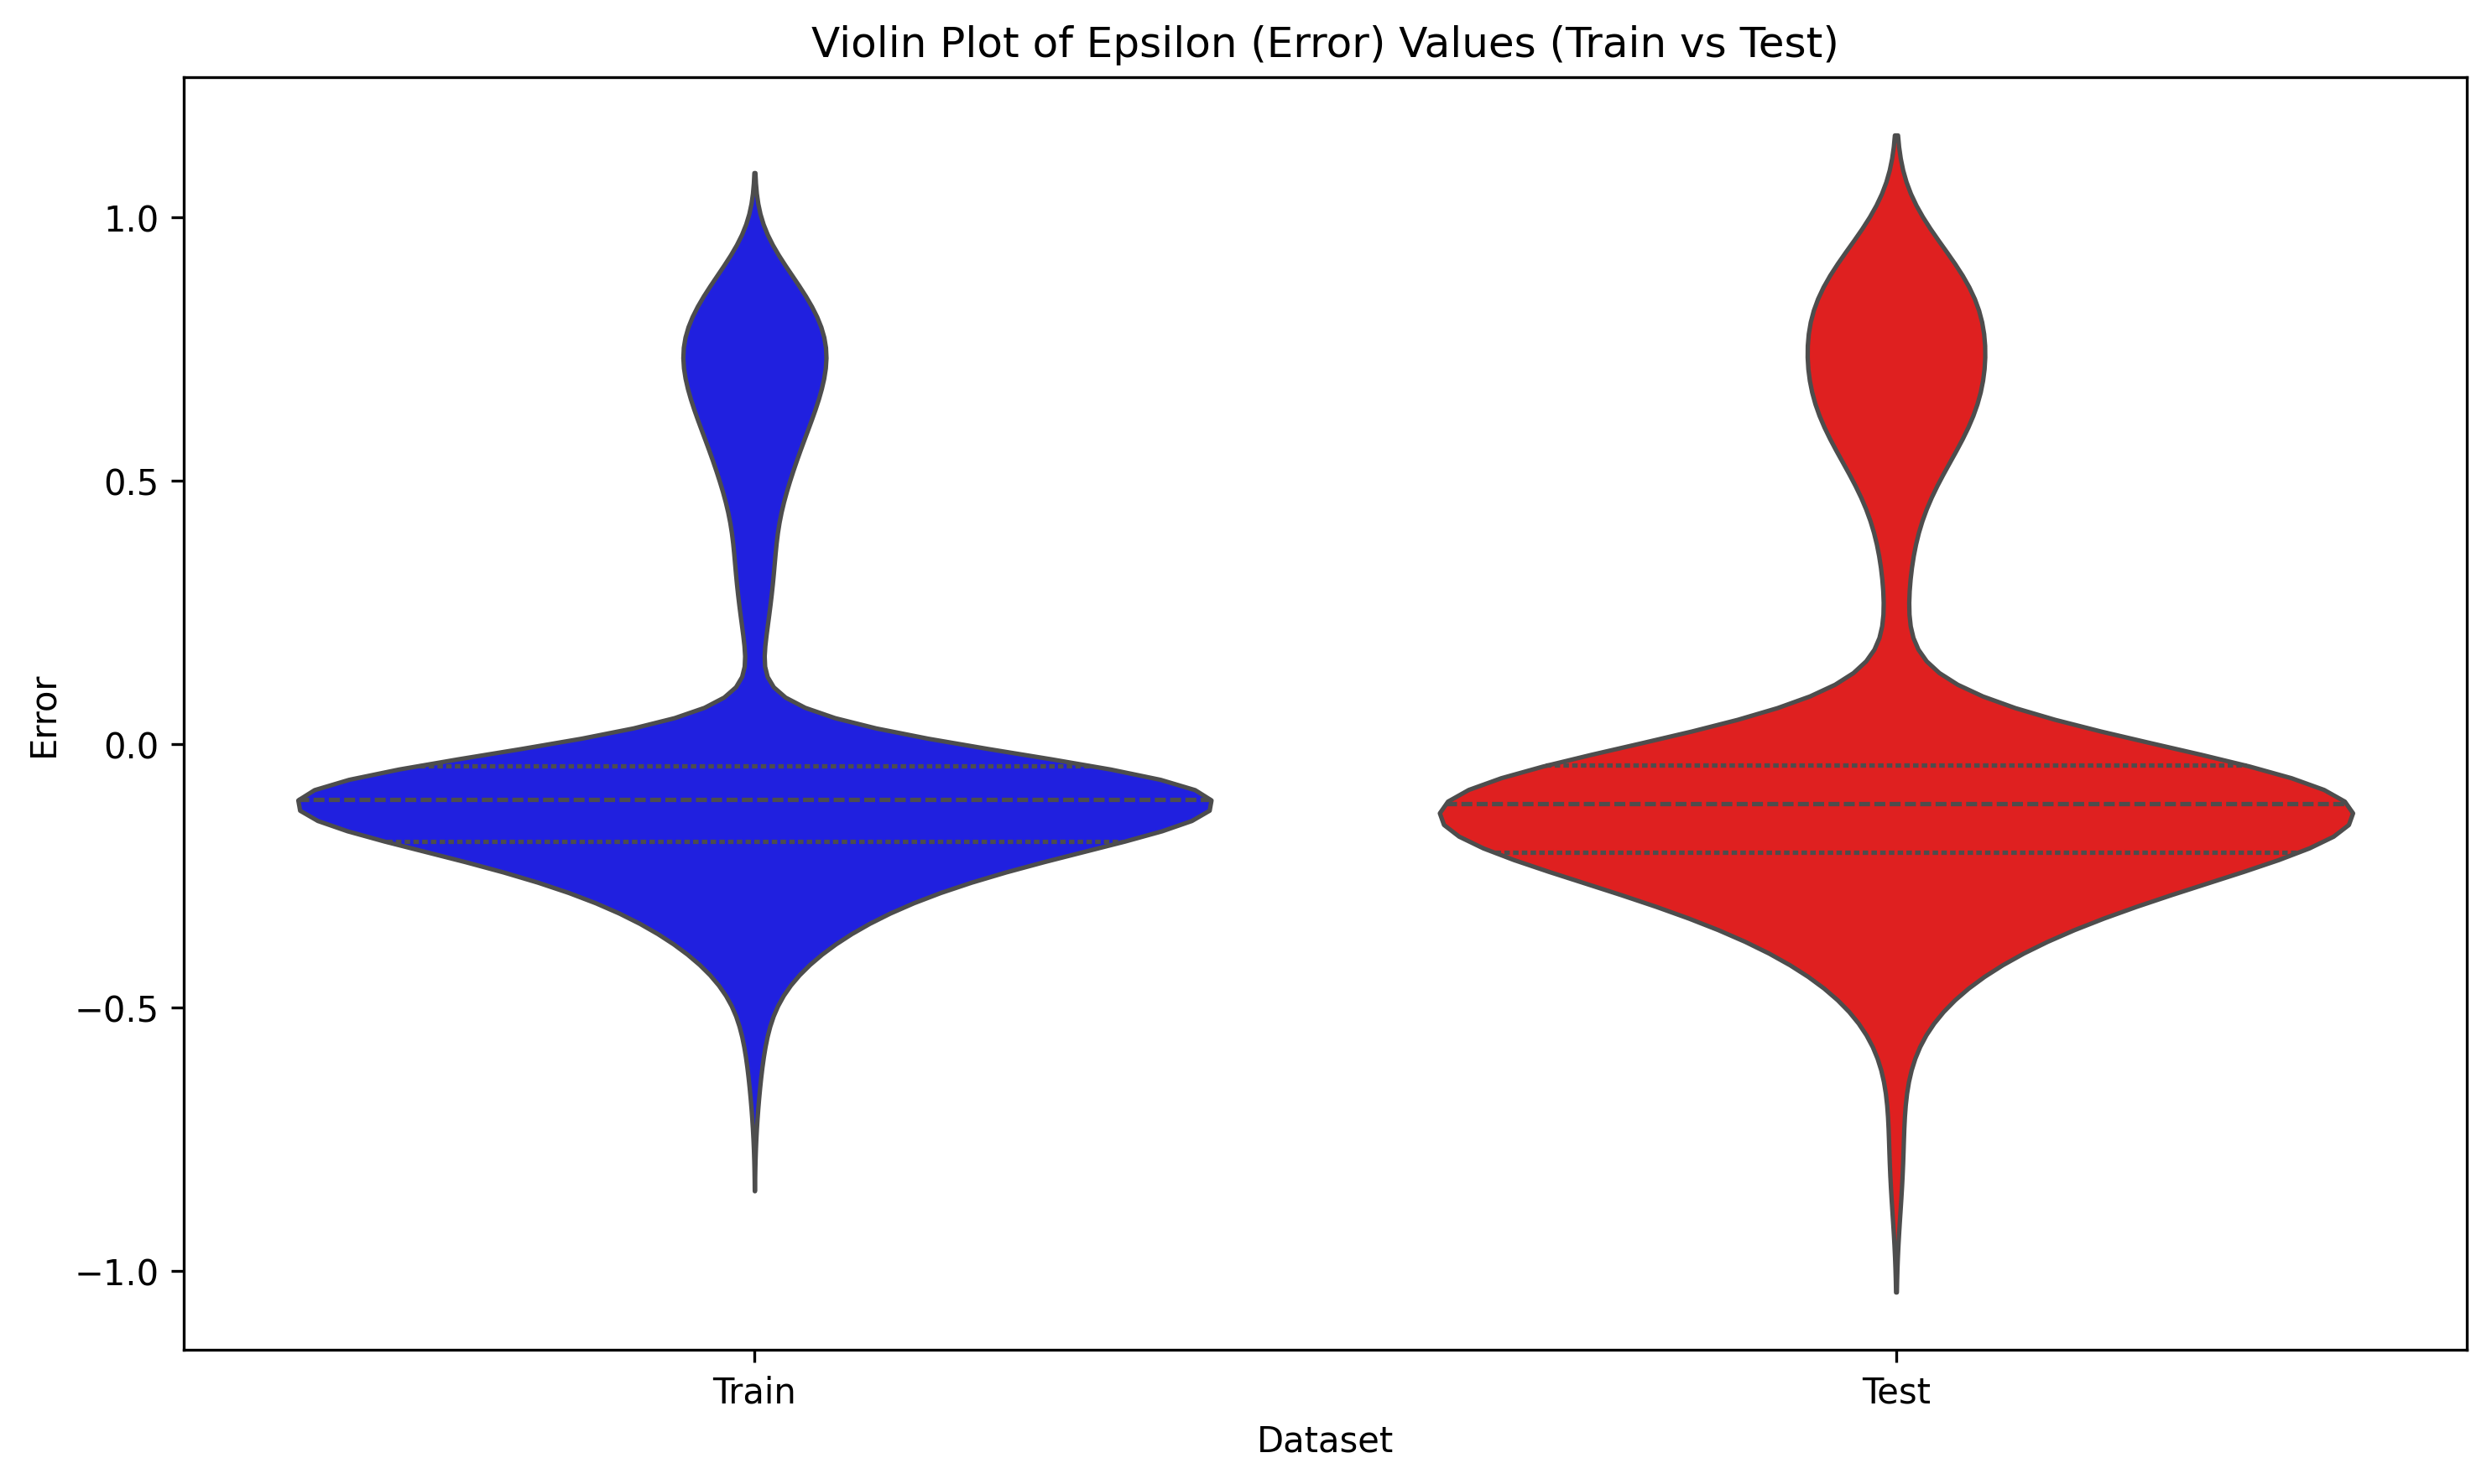 Violin Plot of Epsilon (Error) Values (Train vs Test)
1.0
0.5
0.0
−0.5
−1.0
Error
Train
Test
Dataset